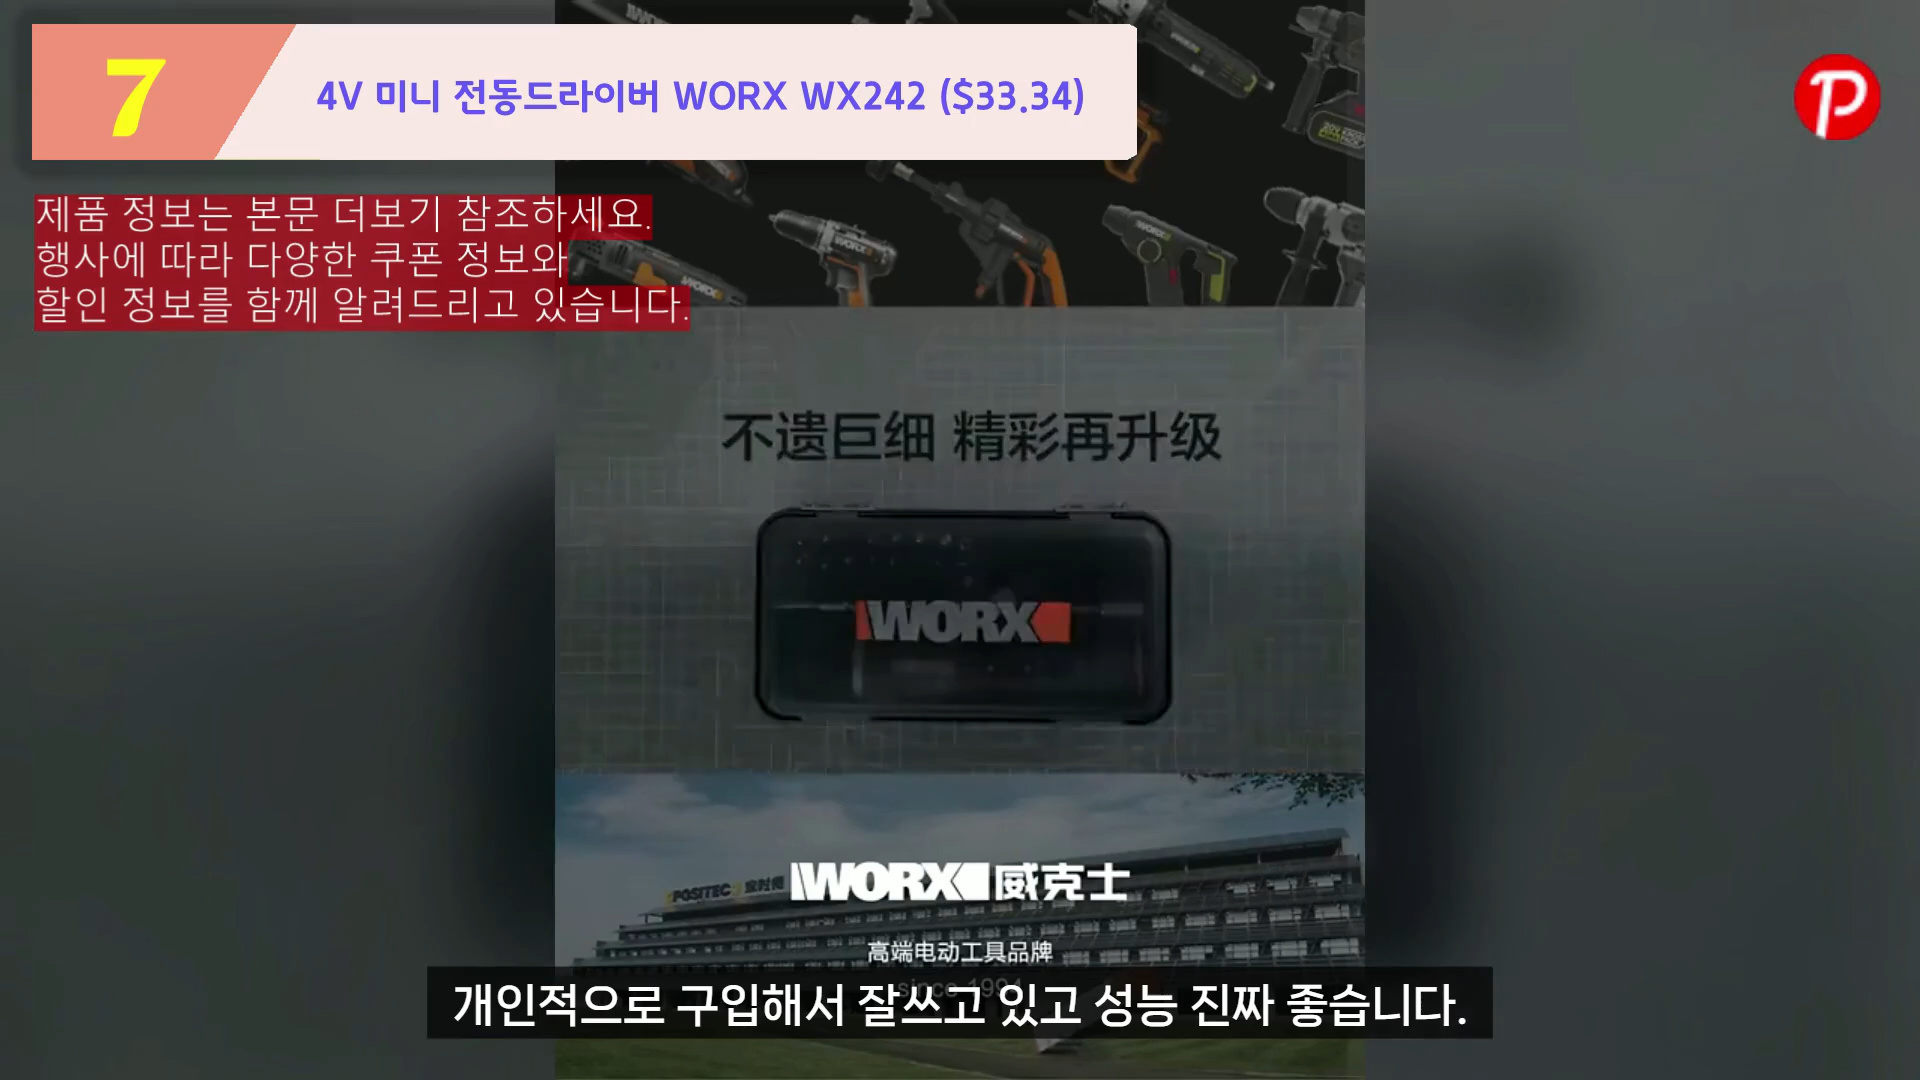 7
4V 미니 전동드라이버 WORX WX242 ($33.34)
제품 정보는 본문 더보기 참조하세요.
행사에 따라 다양한 쿠폰 정보와
할인 정보를 함께 알려드리고 있습니다.
WORX
不遗巨细 精彩再升级
WORX
POSITEC
WORX 威克士
高端电动工具品牌
since 1994
개인적으로 구입해서 잘쓰고 있고 성능 진짜 좋습니다.